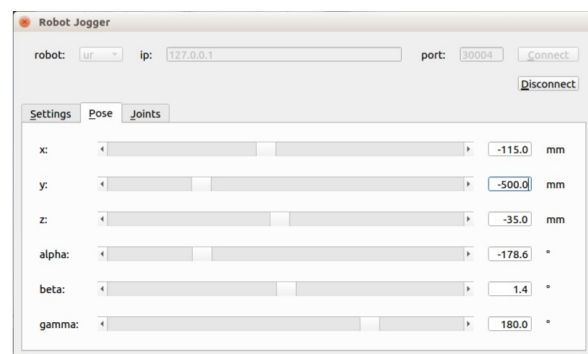 Robot Jogger
robot: ur ip: 127.0.0.1 port: 30004 Connect
Disconnect
Settings Pose Joints
x: -115.0 mm
y: -500.0 mm
z: -35.0 mm
alpha: -178.6 °
beta: 1.4 °
gamma: 180.0 °